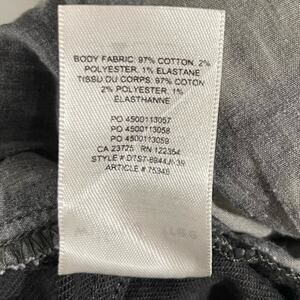 BODY FABRIC: 97% COTTON, 2%
POLYESTER, 1% ELASTANE
TISSU DU CORPS: 97% COTON
2% POLYESTER, 1%
ELASTHANNE
PO 4500113057
PO 4500113058
PO 4500113059
CA 23725 RN 122354
ARTICLE # 75348